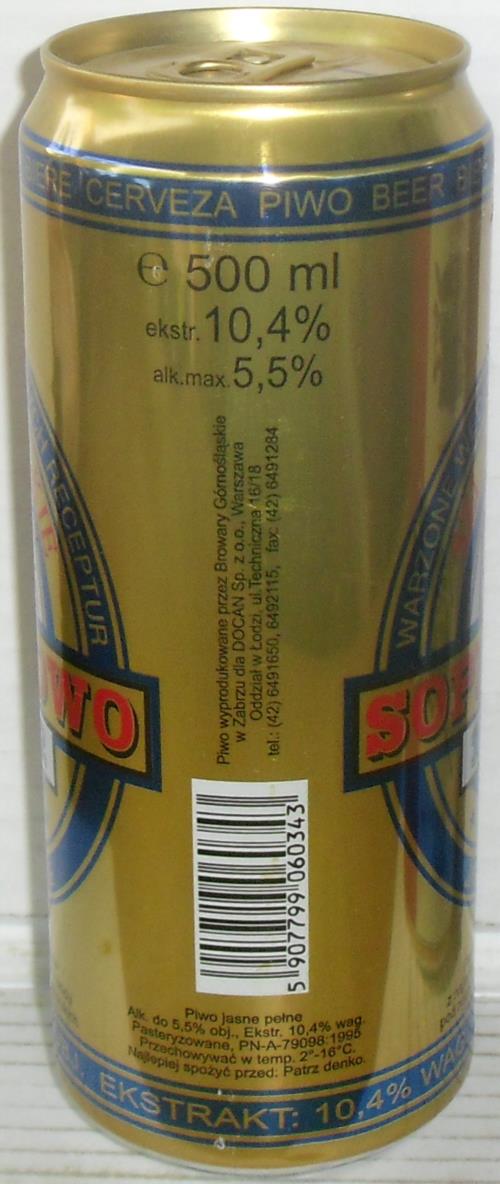 CERVEZA PIWO BEER
℮ 500 ml
ekstr. 10,4%
alk.max. 5,5%
RECEPTUR
WARZONE
Piwo wyprodukowane przez Browary Górnośląskie
w Zabrzu dla DOCAN Sp. z o.o., Warszawa
Oddział w Łodzi, ul.Techniczna 16/18
tel.: (42) 6491650, 6492115, fax: (42) 6491284
5 907799 060343
Piwo jasne pełne
Alk. do 5,5% obj., Ekstr. 10,4% wag.
Pasteryzowane, PN-A-79098:1995
Przechowywać w temp. 2°-16°C.
Najlepiej spożyć przed: Patrz denko.
EKSTRAKT: 10,4% WAG